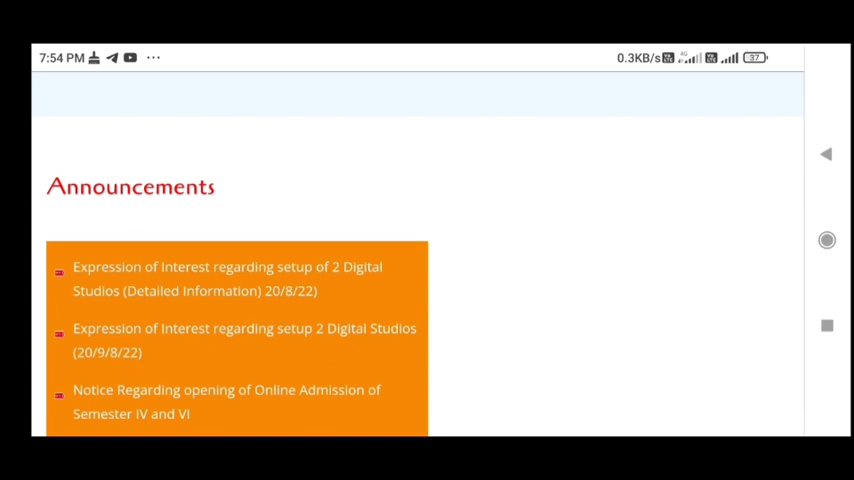 7:54 PM ...
0.3KB/s 4G 37
Announcements
Expression of Interest regarding setup of 2 Digital
Studios (Detailed Information) 20/8/22)
Expression of Interest regarding setup 2 Digital Studios
(20/9/8/22)
Notice Regarding opening of Online Admission of
Semester IV and VI